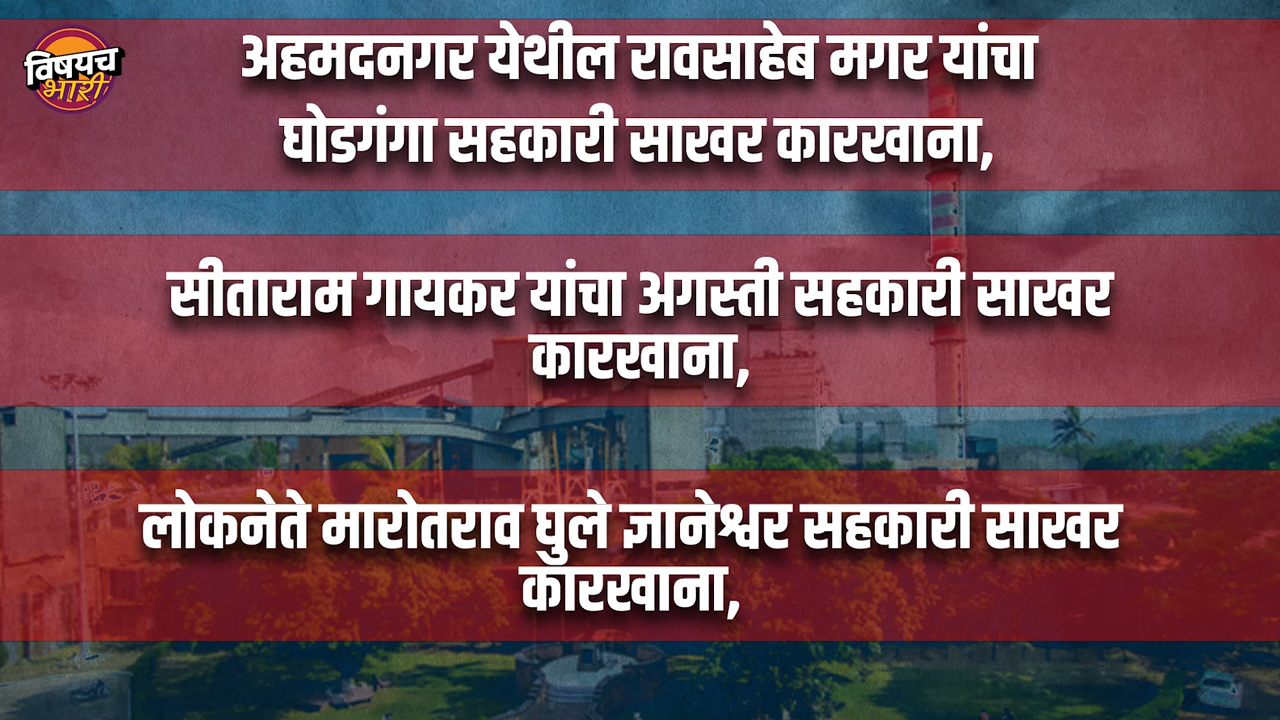 विषयच
भारी
अहमदनगर येथील रावसाहेब मगर यांचा
घोडगंगा सहकारी साखर कारखाना,
सीताराम गायकर यांचा अगस्ती सहकारी साखर
कारखाना,
लोकनेते मारोतराव घुले ज्ञानेश्वर सहकारी साखर
कारखाना,